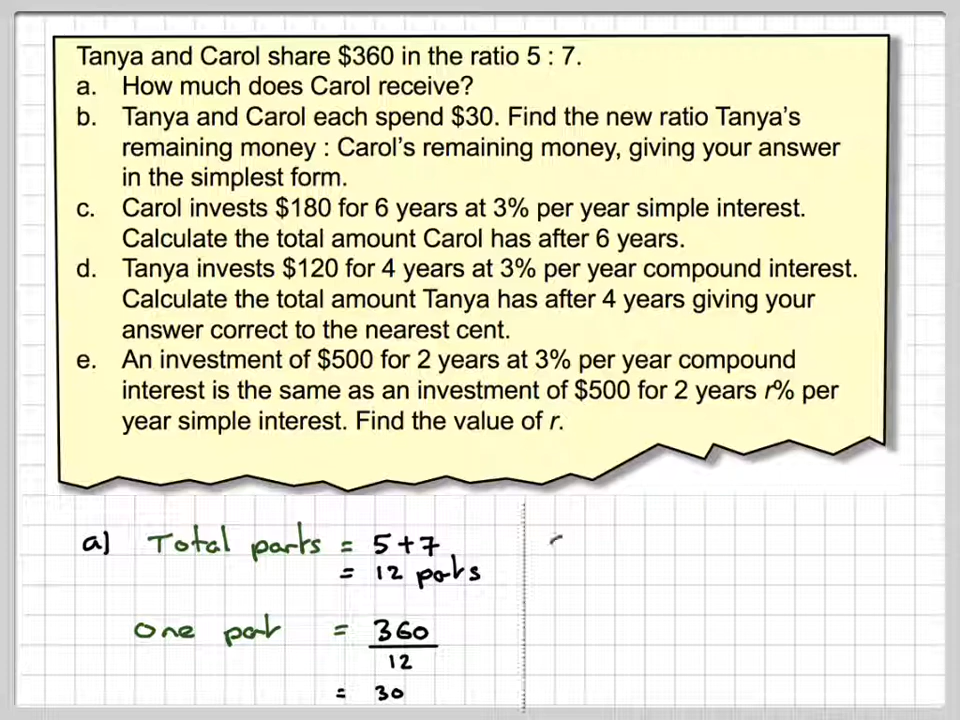 Tanya and Carol share $360 in the ratio 5 : 7.
a. How much does Carol receive?
b. Tanya and Carol each spend $30. Find the new ratio Tanya's
remaining money : Carol's remaining money, giving your answer
in the simplest form.
c. Carol invests $180 for 6 years at 3% per year simple interest.
Calculate the total amount Carol has after 6 years.
d. Tanya invests $120 for 4 years at 3% per year compound interest.
Calculate the total amount Tanya has after 4 years giving your
answer correct to the nearest cent.
e. An investment of $500 for 2 years at 3% per year compound
interest is the same as an investment of $500 for 2 years r% per
year simple interest. Find the value of r.
a) Total parts = 5+7
= 12 parts
One part = 360
12
= 30